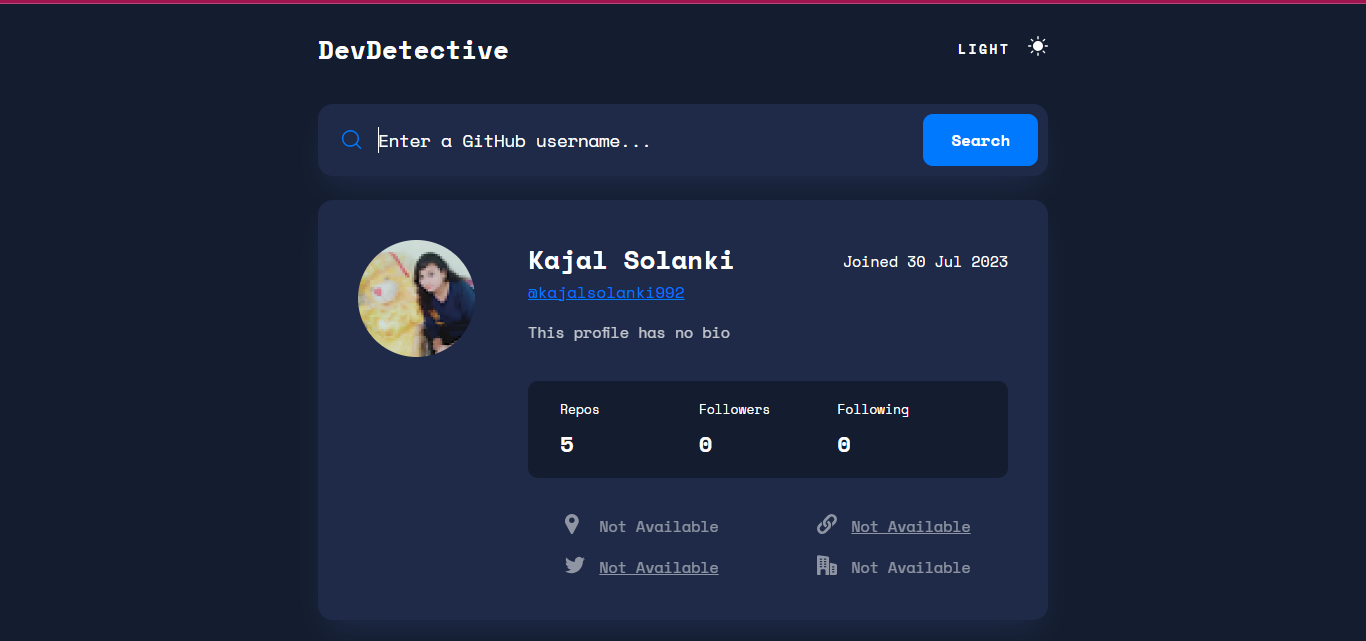 DevDetective
LIGHT
Enter a GitHub username...
Search
Kajal Solanki
Joined 30 Jul 2023
@kajalsolanki992
This profile has no bio
Repos Followers Following
5 0 0
Not Available Not Available
Not Available Not Available